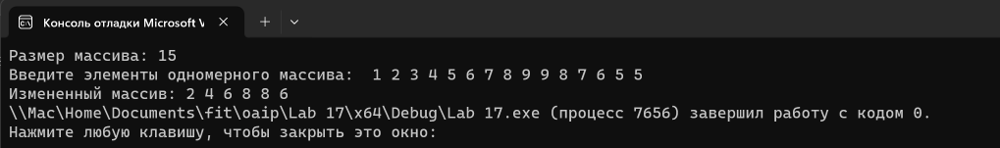 Консоль отладки Microsoft V
Размер массива: 15
Введите элементы одномерного массива:  1 2 3 4 5 6 7 8 9 9 8 7 6 5 5
Измененный массив: 2 4 6 8 8 6
\\Mac\Home\Documents\fit\oaip\Lab 17\x64\Debug\Lab 17.exe (процесс 7656) завершил работу с кодом 0.
Нажмите любую клавишу, чтобы закрыть это окно: